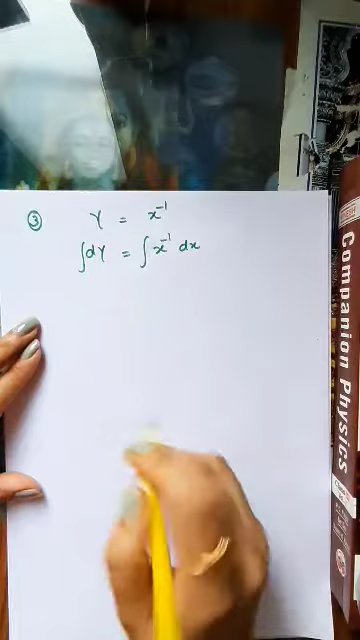 ③ Y = x⁻¹
∫dY = ∫x⁻¹ dx
Companion Physics